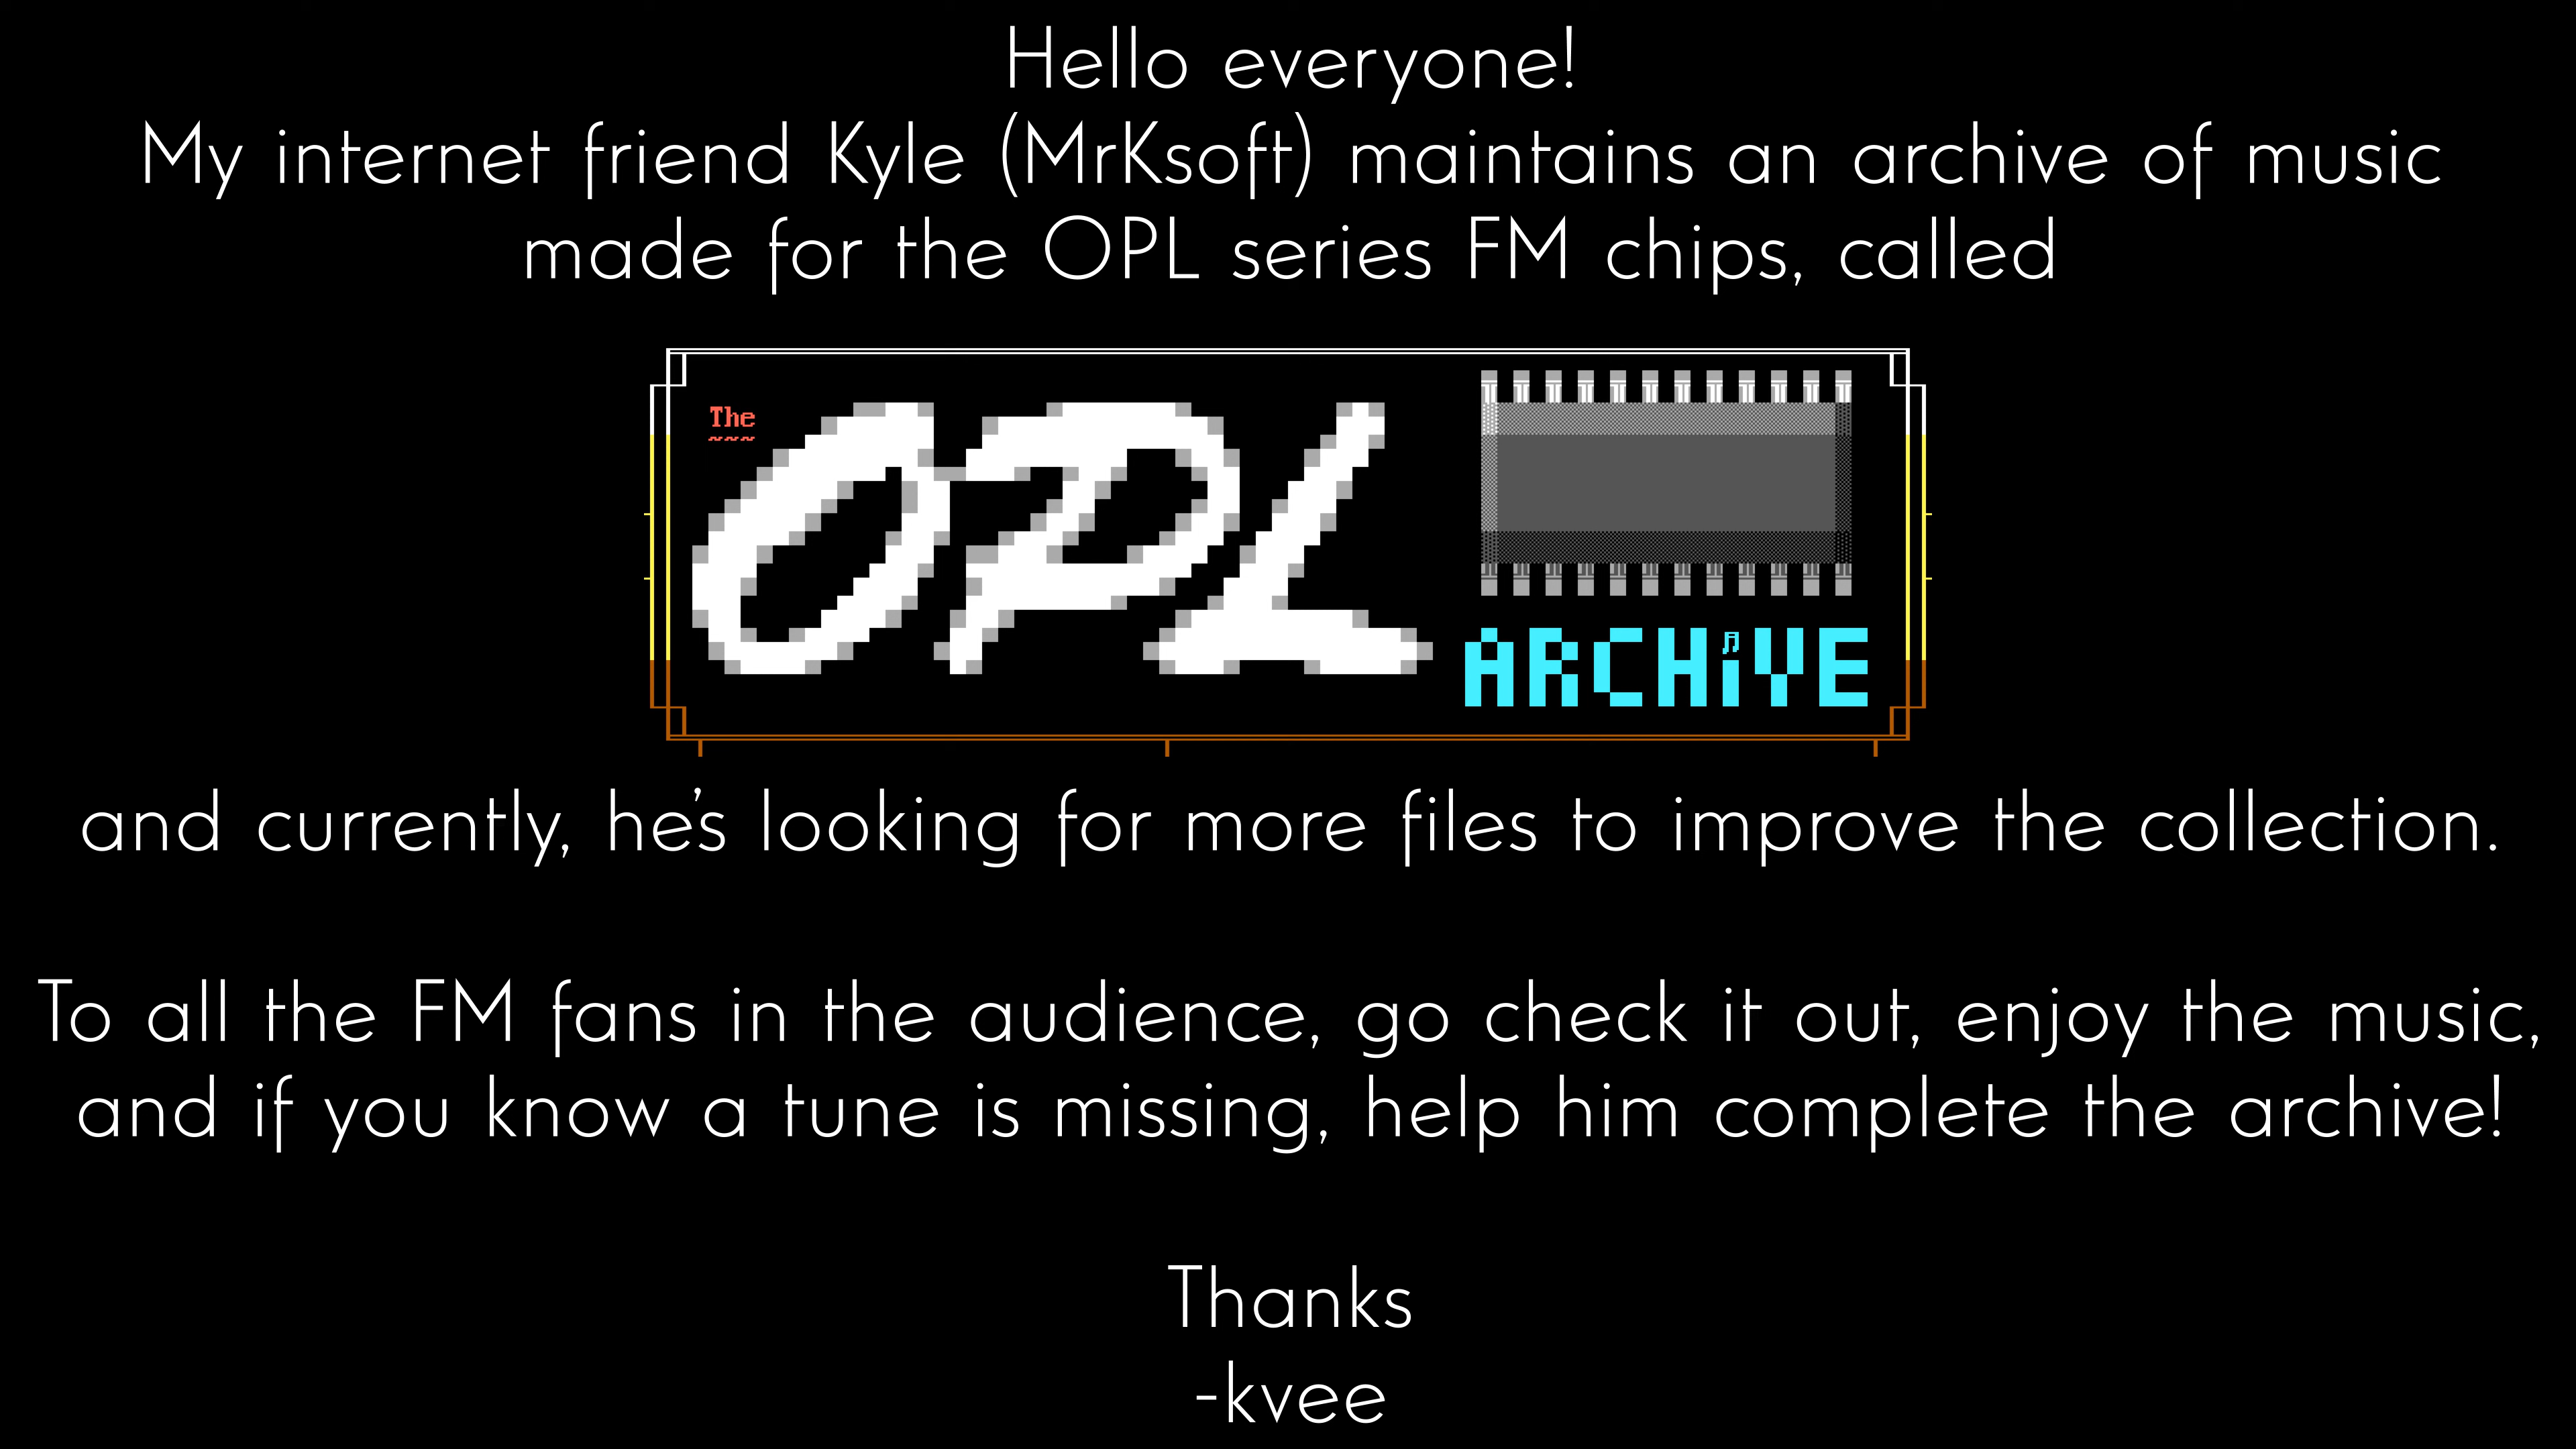 Hello everyone!
My internet friend Kyle (MrKsoft) maintains an archive of music
made for the OPL series FM chips, called
The
OPL
ARCHiVE
and currently, he's looking for more files to improve the collection.
To all the FM fans in the audience, go check it out, enjoy the music,
and if you know a tune is missing, help him complete the archive!
Thanks
-kvee